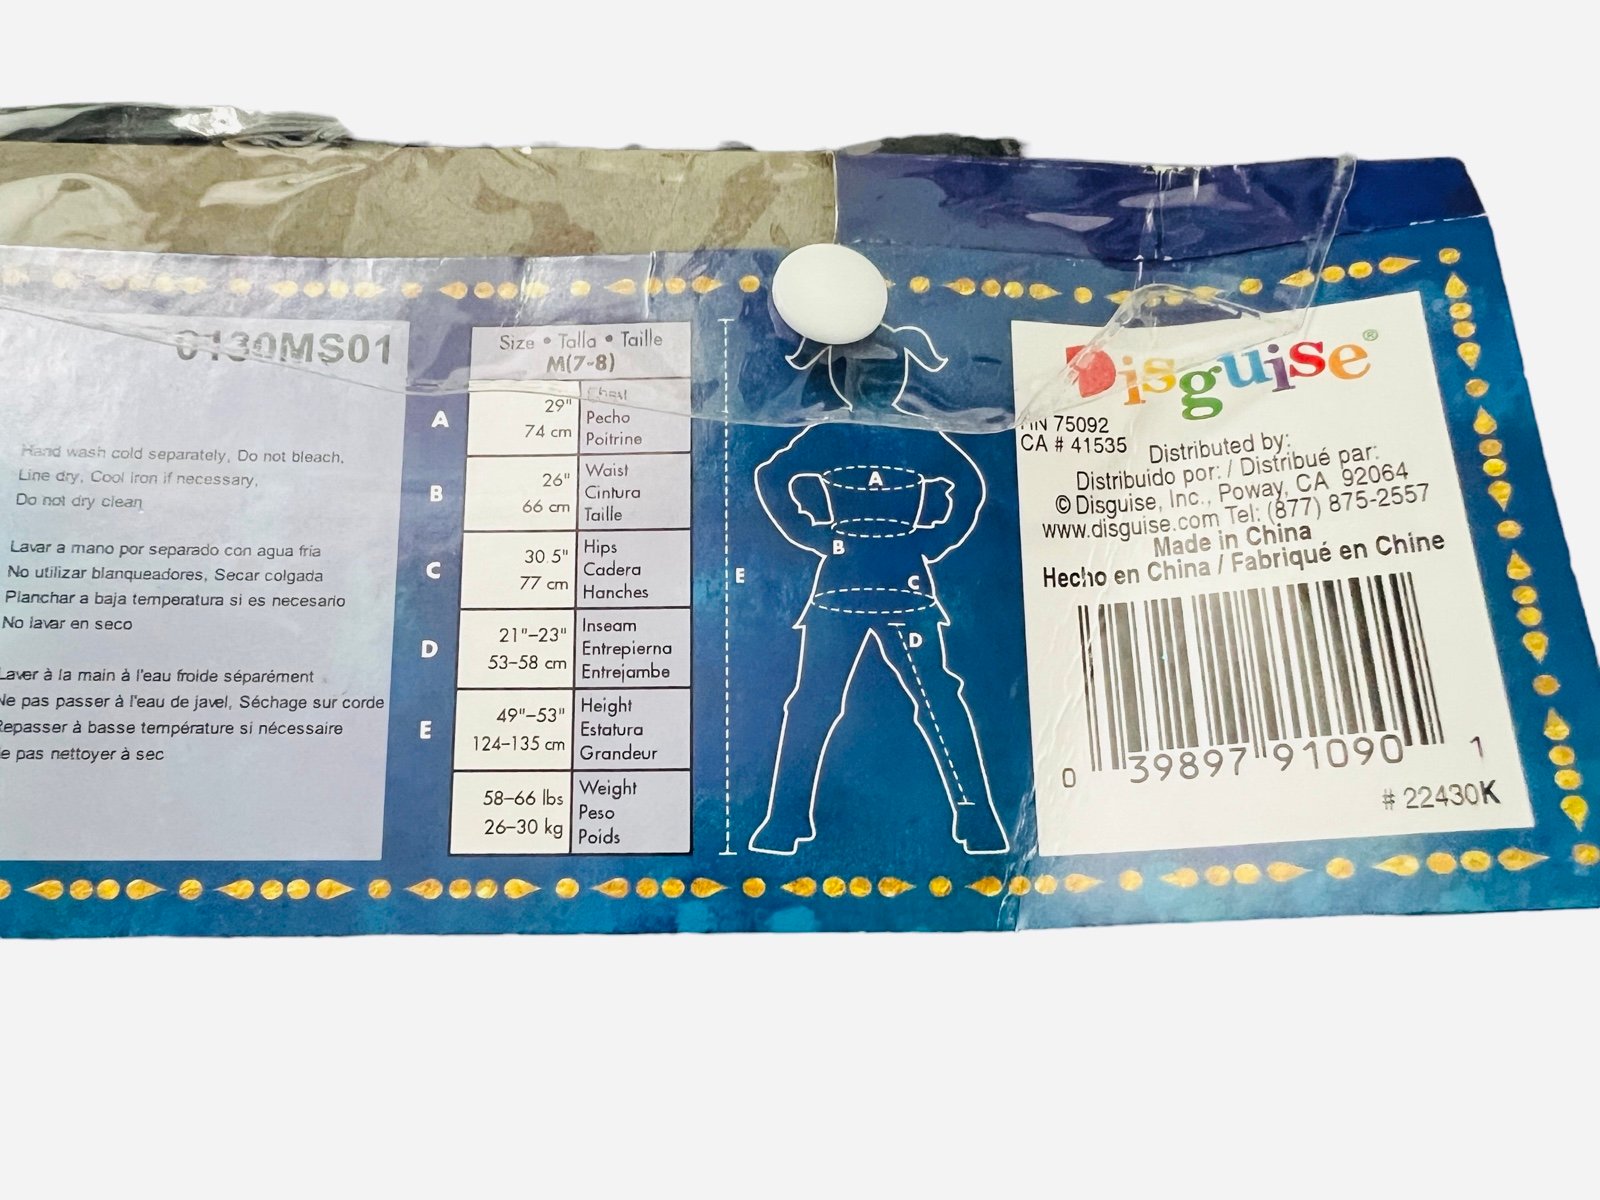 0130MS01
Hand wash cold separately, Do not bleach,
Line dry, Cool Iron if necessary,
Do not dry clean
Lavar a mano por separado con agua fria
No utilizar blanqueadores, Secar colgada
Planchar a baja temperatura si es necesario
No lavar en seco
Laver à la main à l'eau froide séparément
Ne pas passer à l'eau de javel, Séchage sur corde
Repasser à basse température si nécessaire
pas nettoyer à sec
Size • Talla • Taille
M(7-8)
A
29"
74 cm
Chest
Pecho
Poitrine
B
26"
66 cm
Waist
Cintura
Taille
C
30.5"
77 cm
Hips
Cadera
Hanches
D
21"–23"
53–58 cm
Inseam
Entrepierna
Entrejambe
E
49"–53"
124–135 cm
Height
Estatura
Grandeur
58–66 lbs
26–30 kg
Weight
Peso
Poids
A
B
C
D
E
Disguise®
RN 75092
CA # 41535
Distributed by:
Distribuido por: / Distribué par:
© Disguise, Inc., Poway, CA 92064
www.disguise.com Tel: (877) 875-2557
Made in China
Hecho en China / Fabriqué en Chine
0 39897 91090 1
# 22430K